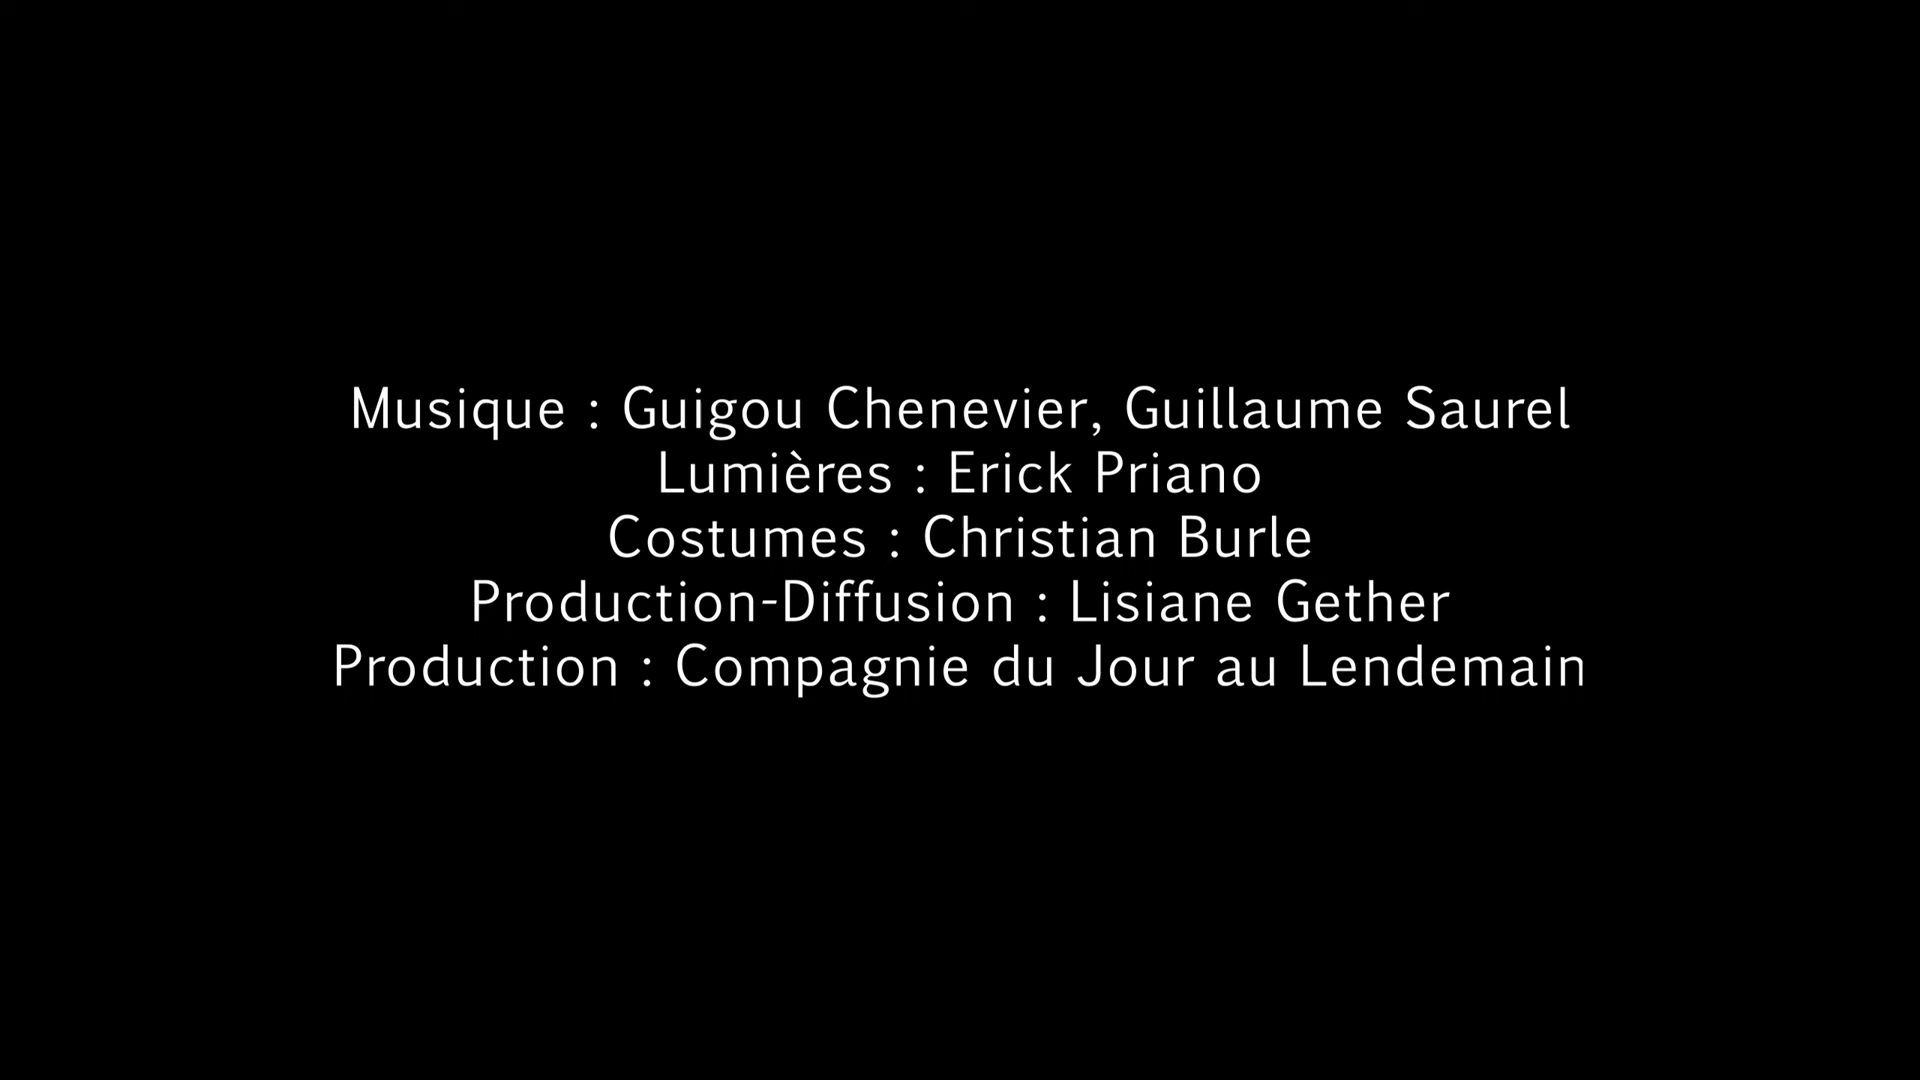 Musique : Guigou Chenevier, Guillaume Saurel
Lumières : Erick Priano
Costumes : Christian Burle
Production-Diffusion : Lisiane Gether
Production : Compagnie du Jour au Lendemain